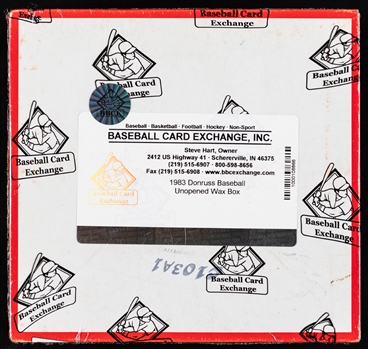 Baseball Card
Exchange
Baseball Card
Exchange
Baseball Card
Exchange
BBCE
Baseball · Basketball · Football · Hockey · Non-Sport
BASEBALL CARD EXCHANGE, INC.
Steve Hart, Owner
2412 US Highway 41 · Schererville, IN 46375
(219) 515-6907 · 800-598-8656
Fax (219) 515-6908 · www.bbcexchange.com
1983 Donruss Baseball
Unopened Wax Box
Baseball Card
Exchange
Baseball Card
Exchange
Baseball Card
Exchange
Baseball Card
Exchange